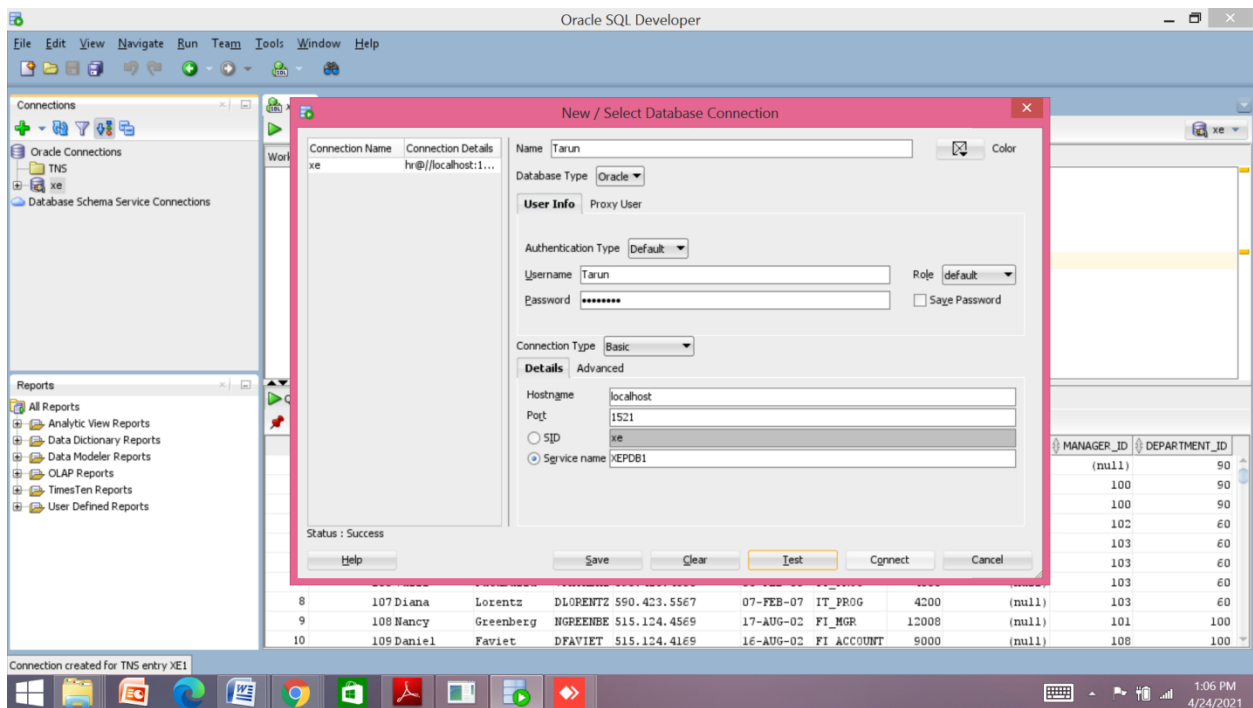 Oracle SQL Developer
File Edit View Navigate Run Team Tools Window Help
Connections
Oracle Connections
TNS
xe
Database Schema Service Connections
Reports
All Reports
Analytic View Reports
Data Dictionary Reports
Data Modeler Reports
OLAP Reports
TimesTen Reports
User Defined Reports
Work
New / Select Database Connection
Connection Name Connection Details
xe hr@//localhost:1...
Name Tarun
Color
Database Type Oracle
User Info Proxy User
Authentication Type Default
Username Tarun
Role default
Password ••••••••
Save Password
Connection Type Basic
Details Advanced
Hostname localhost
Port 1521
SID xe
Service name XEPDB1
Status : Success
Help Save Clear Test Connect Cancel
xe
MANAGER_ID DEPARTMENT_ID
(null) 90
100 90
100 90
102 60
103 60
103 60
103 60
8 107 Diana Lorentz DLORENTZ 590.423.5567 07-FEB-07 IT_PROG 4200 (null) 103 60
9 108 Nancy Greenberg NGREENBE 515.124.4569 17-AUG-02 FI_MGR 12008 (null) 101 100
10 109 Daniel Faviet DFAVIET 515.124.4169 16-AUG-02 FI_ACCOUNT 9000 (null) 108 100
Connection created for TNS entry XE1
1:06 PM
4/24/2021